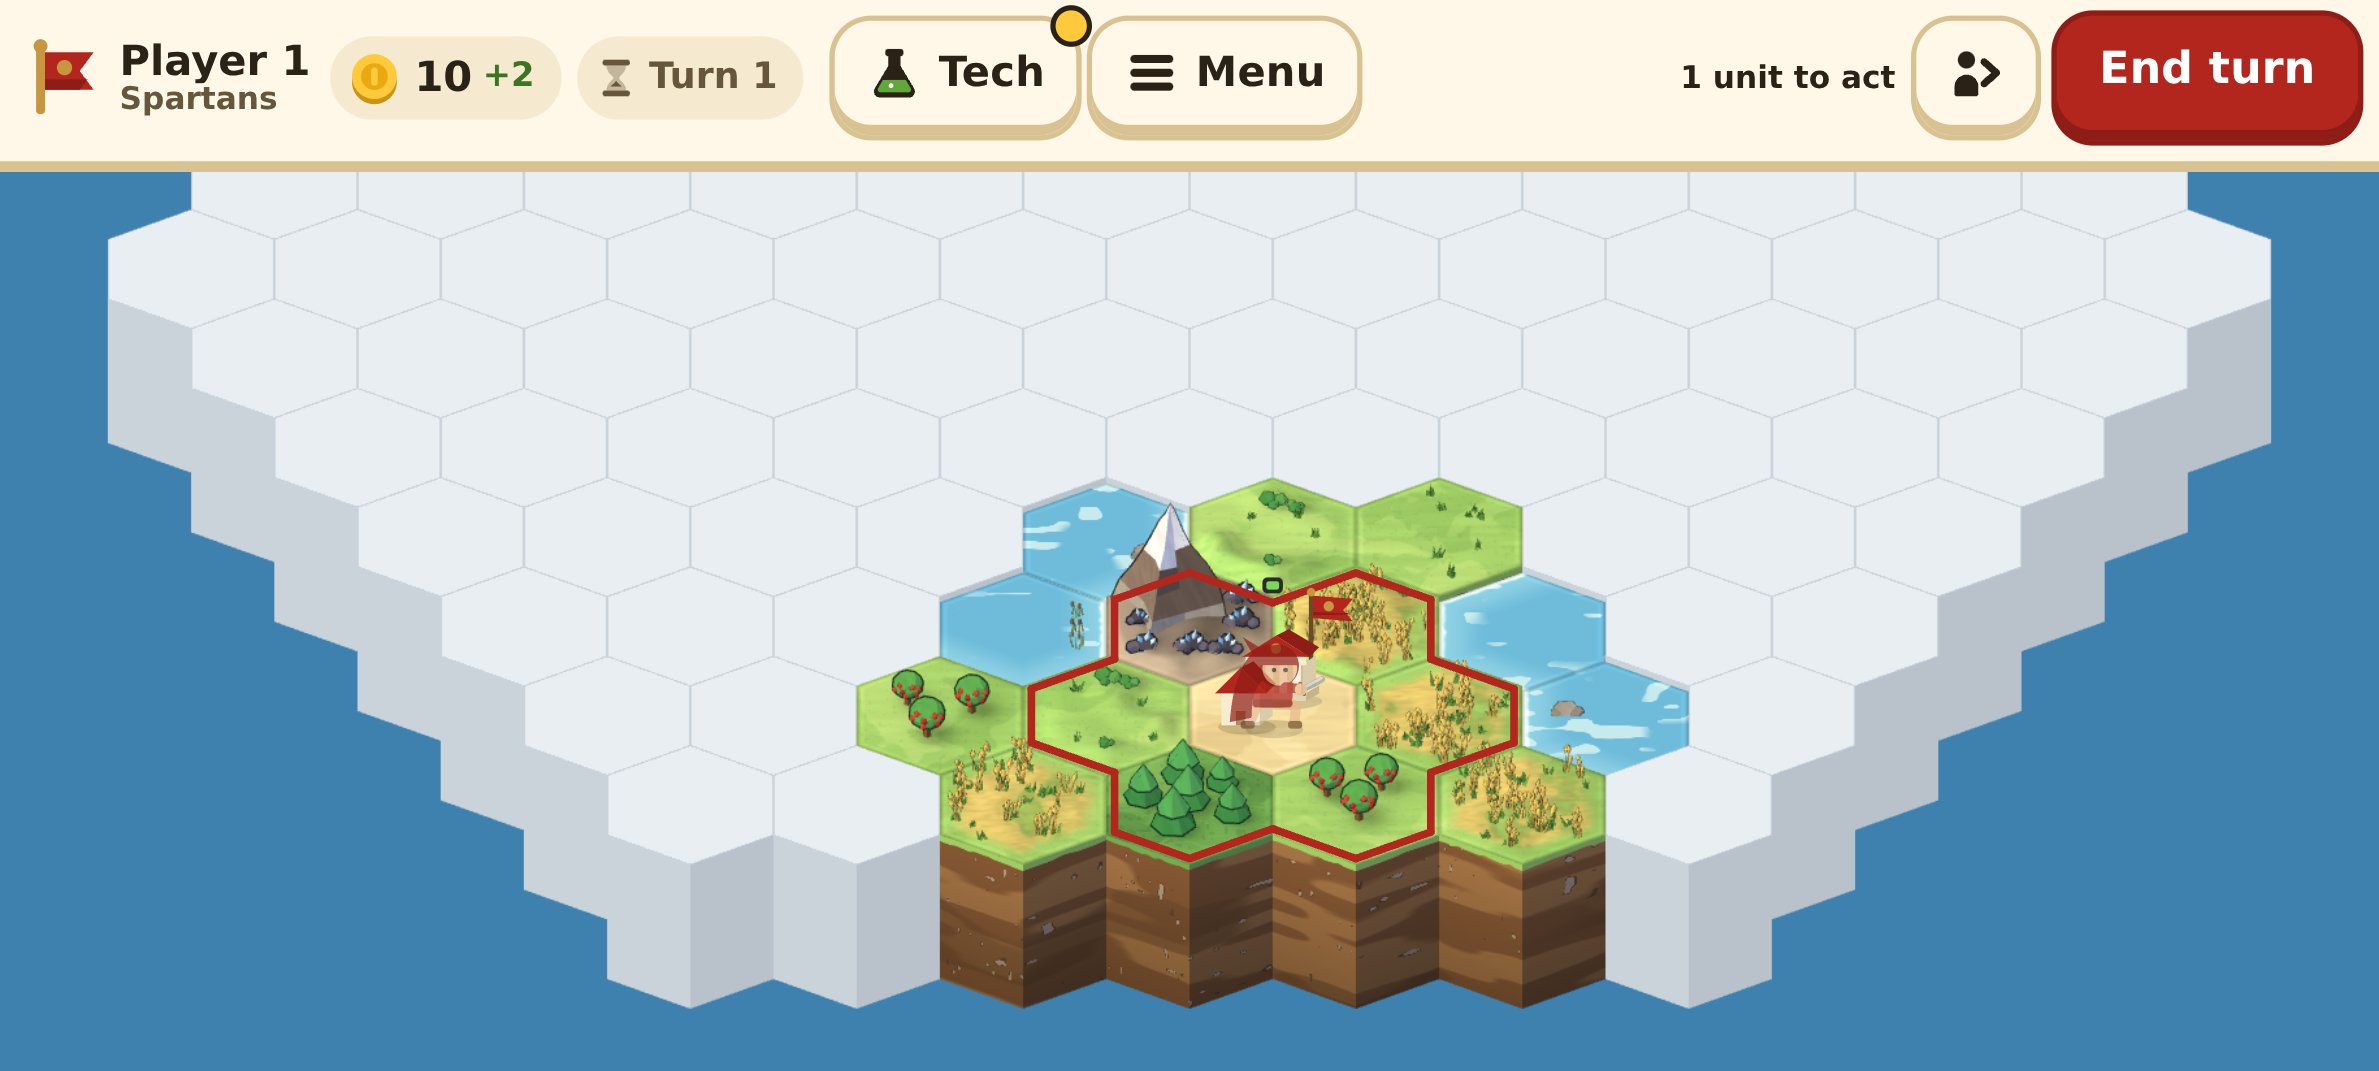 Player 1
Spartans
10 +2
Turn 1
Tech
Menu
1 unit to act
End turn